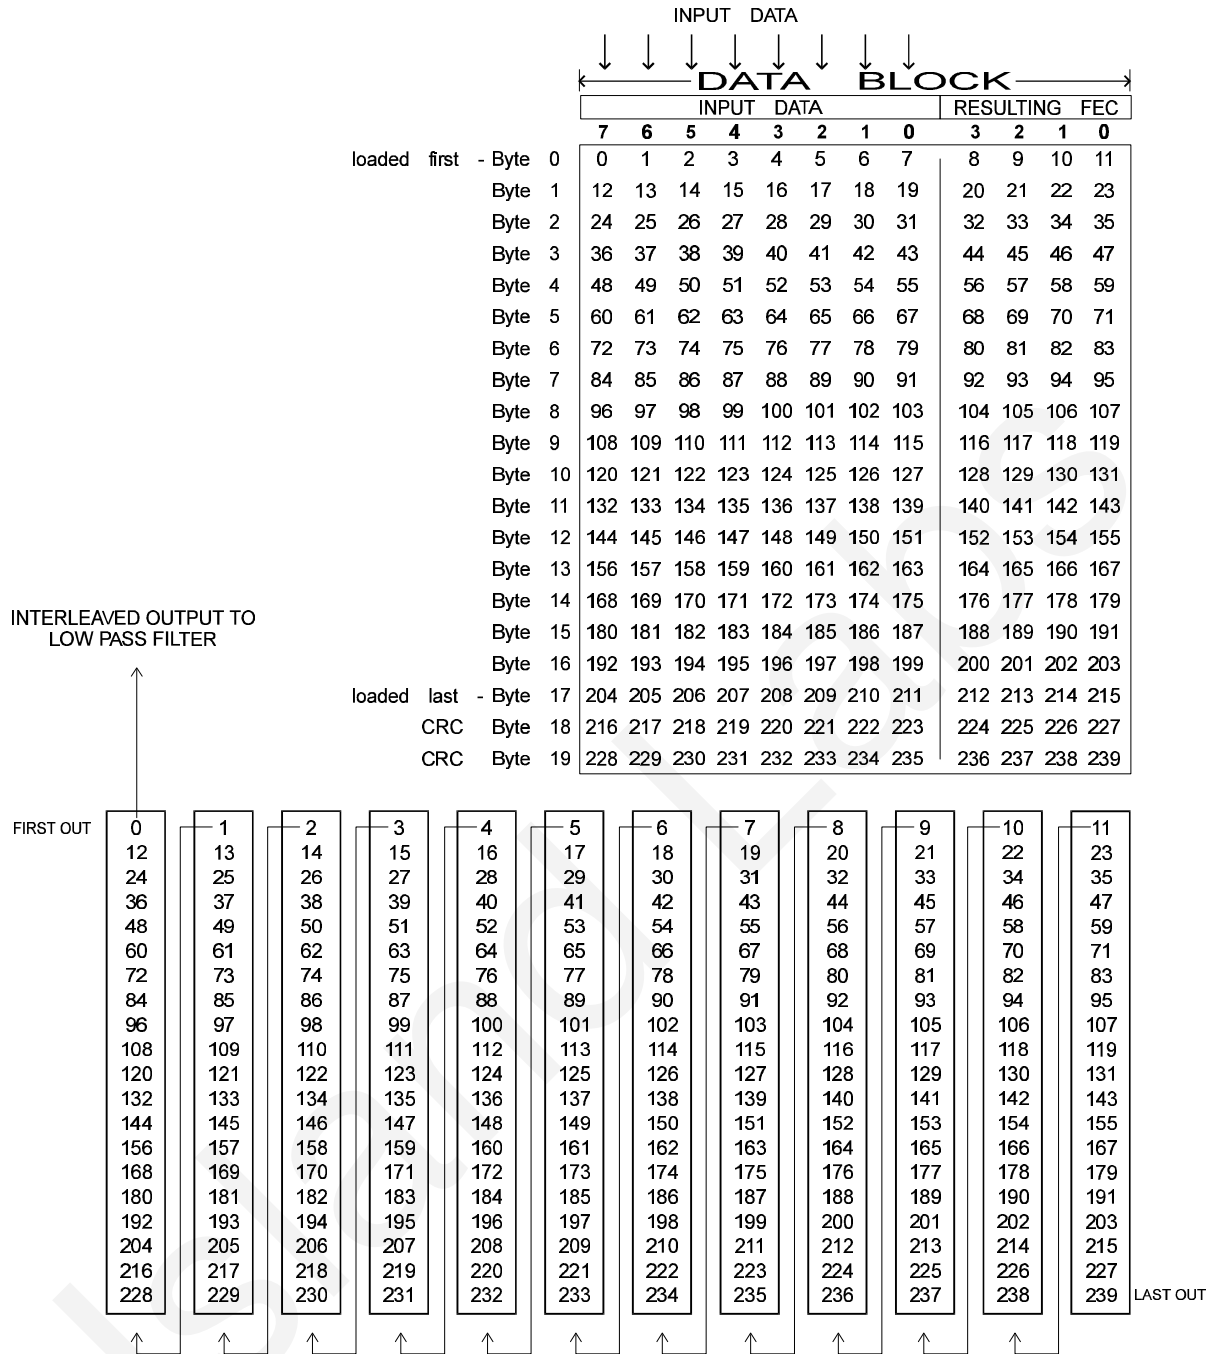 INPUT DATA
DATA BLOCK
INPUT DATA RESULTING FEC
7 6 5 4 3 2 1 0 3 2 1 0
loaded first - Byte 0 0 1 2 3 4 5 6 7 8 9 10 11
Byte 1 12 13 14 15 16 17 18 19 20 21 22 23
Byte 2 24 25 26 27 28 29 30 31 32 33 34 35
Byte 3 36 37 38 39 40 41 42 43 44 45 46 47
Byte 4 48 49 50 51 52 53 54 55 56 57 58 59
Byte 5 60 61 62 63 64 65 66 67 68 69 70 71
Byte 6 72 73 74 75 76 77 78 79 80 81 82 83
Byte 7 84 85 86 87 88 89 90 91 92 93 94 95
Byte 8 96 97 98 99 100 101 102 103 104 105 106 107
Byte 9 108 109 110 111 112 113 114 115 116 117 118 119
Byte 10 120 121 122 123 124 125 126 127 128 129 130 131
Byte 11 132 133 134 135 136 137 138 139 140 141 142 143
Byte 12 144 145 146 147 148 149 150 151 152 153 154 155
Byte 13 156 157 158 159 160 161 162 163 164 165 166 167
Byte 14 168 169 170 171 172 173 174 175 176 177 178 179
Byte 15 180 181 182 183 184 185 186 187 188 189 190 191
Byte 16 192 193 194 195 196 197 198 199 200 201 202 203
loaded last - Byte 17 204 205 206 207 208 209 210 211 212 213 214 215
CRC Byte 18 216 217 218 219 220 221 222 223 224 225 226 227
CRC Byte 19 228 229 230 231 232 233 234 235 236 237 238 239
INTERLEAVED OUTPUT TO
LOW PASS FILTER
FIRST OUT 0 1 2 3 4 5 6 7 8 9 10 11
12 13 14 15 16 17 18 19 20 21 22 23
24 25 26 27 28 29 30 31 32 33 34 35
36 37 38 39 40 41 42 43 44 45 46 47
48 49 50 51 52 53 54 55 56 57 58 59
60 61 62 63 64 65 66 67 68 69 70 71
72 73 74 75 76 77 78 79 80 81 82 83
84 85 86 87 88 89 90 91 92 93 94 95
96 97 98 99 100 101 102 103 104 105 106 107
108 109 110 111 112 113 114 115 116 117 118 119
120 121 122 123 124 125 126 127 128 129 130 131
132 133 134 135 136 137 138 139 140 141 142 143
144 145 146 147 148 149 150 151 152 153 154 155
156 157 158 159 160 161 162 163 164 165 166 167
168 169 170 171 172 173 174 175 176 177 178 179
180 181 182 183 184 185 186 187 188 189 190 191
192 193 194 195 196 197 198 199 200 201 202 203
204 205 206 207 208 209 210 211 212 213 214 215
216 217 218 219 220 221 222 223 224 225 226 227
228 229 230 231 232 233 234 235 236 237 238 239 LAST OUT
Island Labs